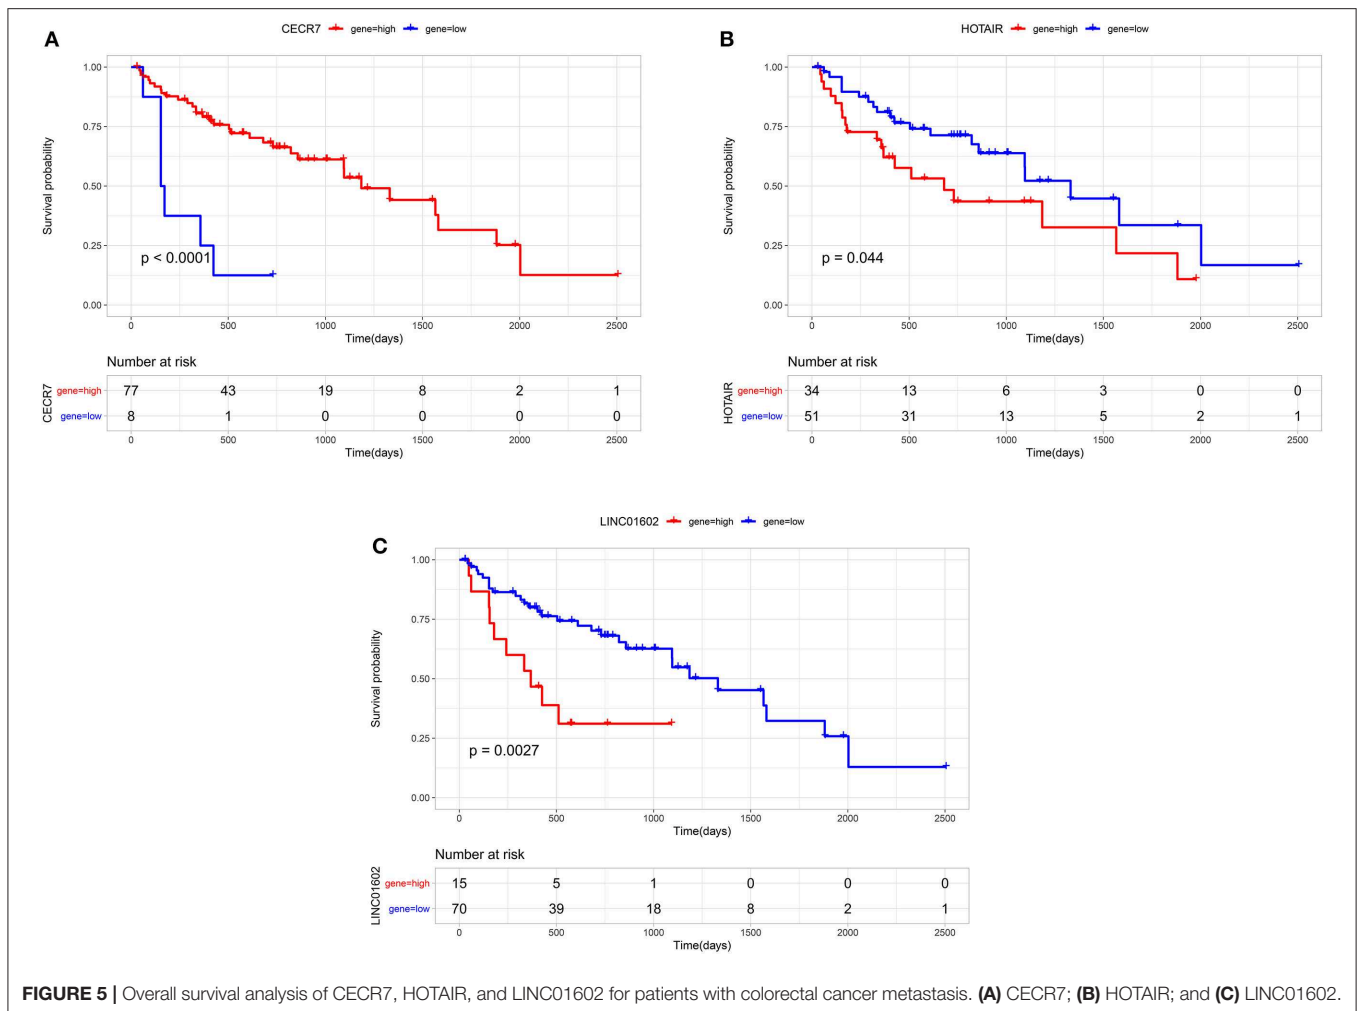 A
CECR7 gene=high gene=low
1.00
0.75
0.50
0.25
0.00
Survival probability
p < 0.0001
0 500 1000 1500 2000 2500
Time(days)
Number at risk
CECR7
gene=high 77 43 19 8 2 1
gene=low 8 1 0 0 0 0
0 500 1000 1500 2000 2500
Time(days)
B
HOTAIR gene=high gene=low
1.00
0.75
0.50
0.25
0.00
Survival probability
p = 0.044
0 500 1000 1500 2000 2500
Time(days)
Number at risk
HOTAIR
gene=high 34 13 6 3 0 0
gene=low 51 31 13 5 2 1
0 500 1000 1500 2000 2500
Time(days)
C
LINC01602 gene=high gene=low
1.00
0.75
0.50
0.25
0.00
Survival probability
p = 0.0027
0 500 1000 1500 2000 2500
Time(days)
Number at risk
LINC01602
gene=high 15 5 1 0 0 0
gene=low 70 39 18 8 2 1
0 500 1000 1500 2000 2500
Time(days)
FIGURE 5 | Overall survival analysis of CECR7, HOTAIR, and LINC01602 for patients with colorectal cancer metastasis. (A) CECR7; (B) HOTAIR; and (C) LINC01602.